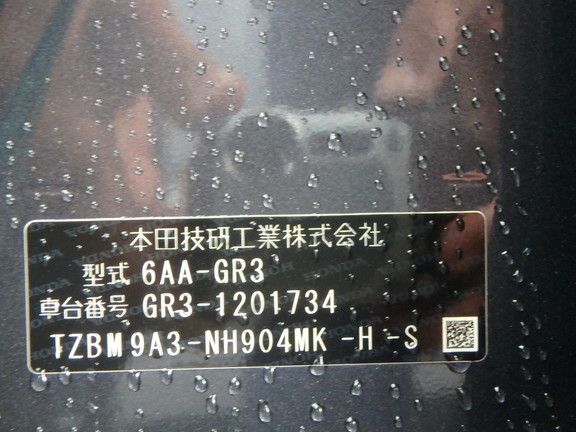 本田技研工業株式会社
型式 6AA-GR3
車台番号 GR3-1201734
TZBM9A3-NH904MK -H -S